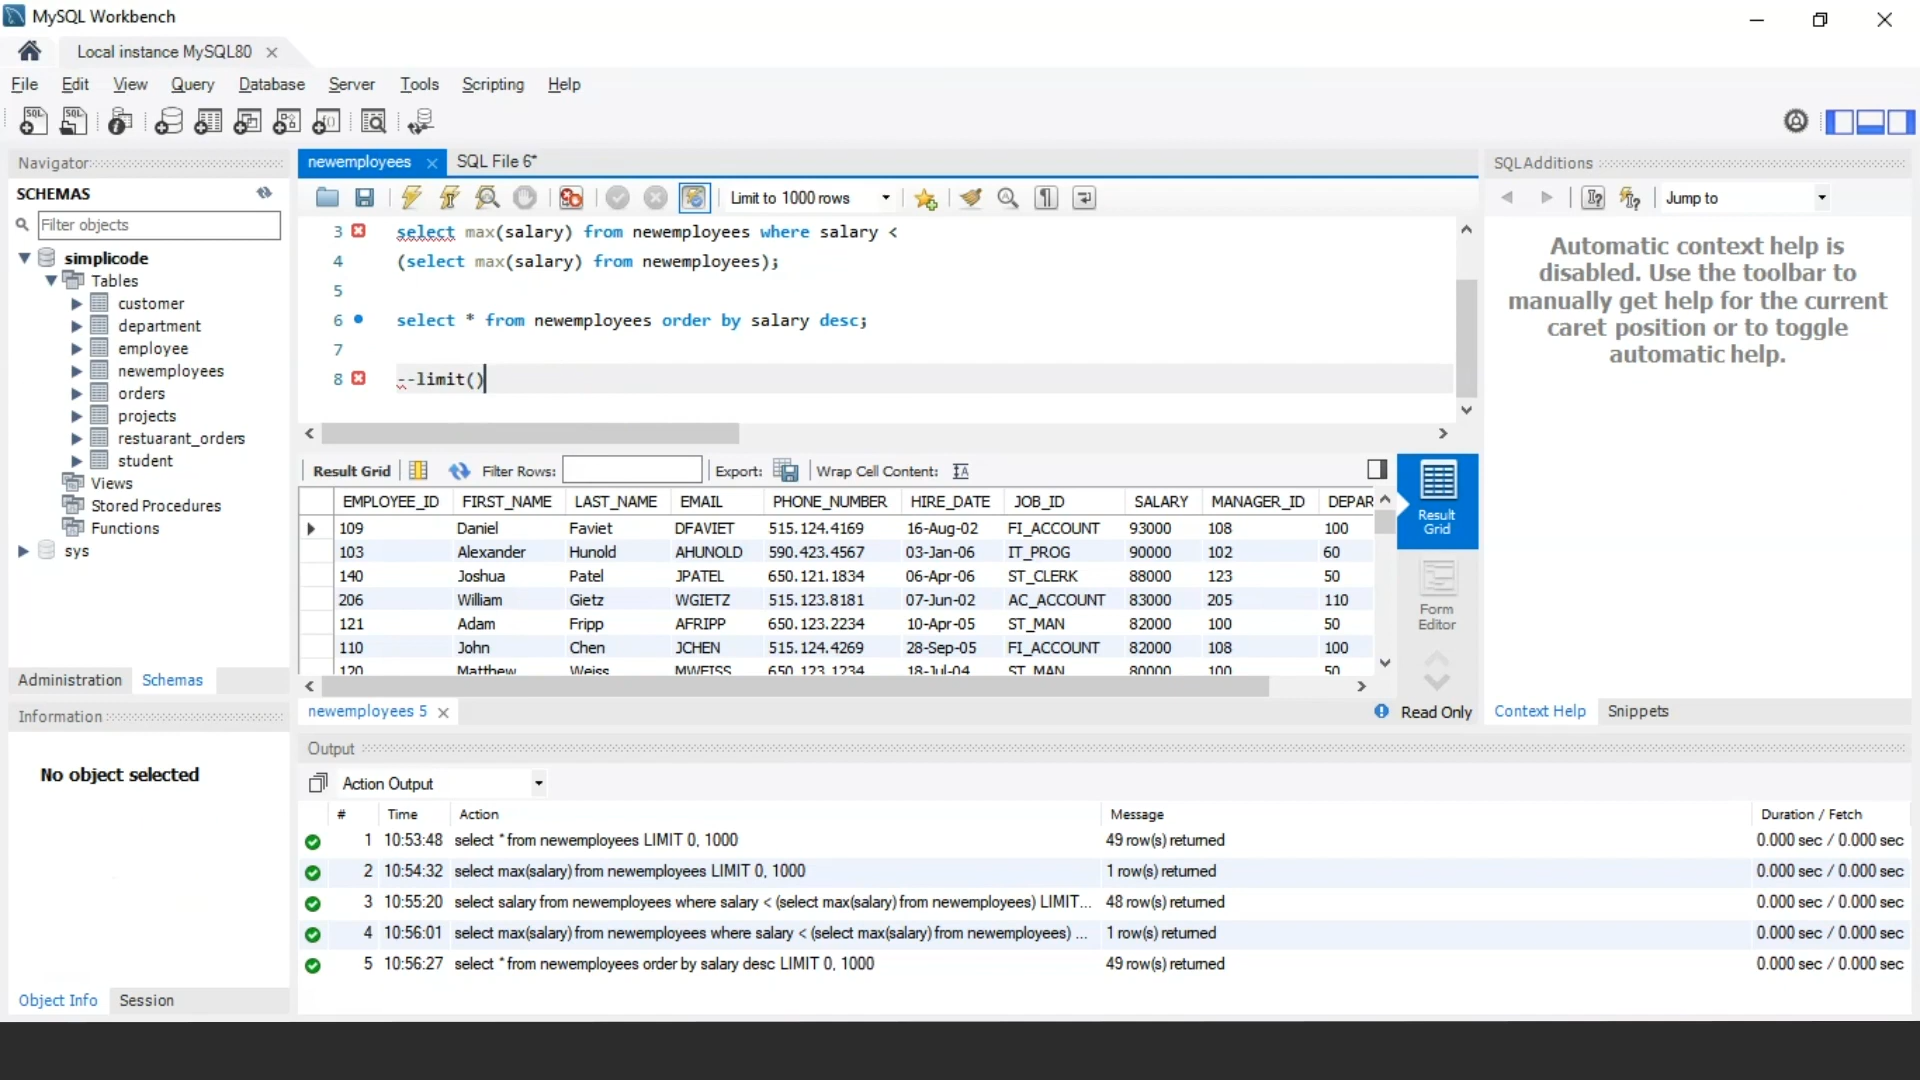 MySQL Workbench
Local instance MySQL80
File Edit View Query Database Server Tools Scripting Help
Navigator
SCHEMAS
Filter objects
simplicode
Tables
customer
department
employee
newemployees
orders
projects
restuarant_orders
student
Views
Stored Procedures
Functions
sys
Administration Schemas
Information
No object selected
Object Info Session
newemployees SQL File 6*
Limit to 1000 rows
3 select max(salary) from newemployees where salary <
4 (select max(salary) from newemployees);
5
6 select * from newemployees order by salary desc;
7
8 --limit()
Result Grid Filter Rows: Export: Wrap Cell Content:
EMPLOYEE_ID FIRST_NAME LAST_NAME EMAIL PHONE_NUMBER HIRE_DATE JOB_ID SALARY MANAGER_ID DEPAR
109 Daniel Faviet DFAVIET 515.124.4169 16-Aug-02 FI_ACCOUNT 93000 108 100
103 Alexander Hunold AHUNOLD 590.423.4567 03-Jan-06 IT_PROG 90000 102 60
140 Joshua Patel JPATEL 650.121.1834 06-Apr-06 ST_CLERK 88000 123 50
206 William Gietz WGIETZ 515.123.8181 07-Jun-02 AC_ACCOUNT 83000 205 110
121 Adam Fripp AFRIPP 650.123.2234 10-Apr-05 ST_MAN 82000 100 50
110 John Chen JCHEN 515.124.4269 28-Sep-05 FI_ACCOUNT 82000 108 100
120 Matthew Weiss MWEISS 650.123.1234 18-Jul-04 ST_MAN 80000 100 50
Result
Grid
Form
Editor
newemployees 5
Read Only
SQLAdditions
Jump to
Automatic context help is
disabled. Use the toolbar to
manually get help for the current
caret position or to toggle
automatic help.
Context Help Snippets
Output
Action Output
# Time Action Message Duration / Fetch
1 10:53:48 select * from newemployees LIMIT 0, 1000 49 row(s) returned 0.000 sec / 0.000 sec
2 10:54:32 select max(salary) from newemployees LIMIT 0, 1000 1 row(s) returned 0.000 sec / 0.000 sec
3 10:55:20 select salary from newemployees where salary < (select max(salary) from newemployees) LIMIT... 48 row(s) returned 0.000 sec / 0.000 sec
4 10:56:01 select max(salary) from newemployees where salary < (select max(salary) from newemployees) ... 1 row(s) returned 0.000 sec / 0.000 sec
5 10:56:27 select * from newemployees order by salary desc LIMIT 0, 1000 49 row(s) returned 0.000 sec / 0.000 sec